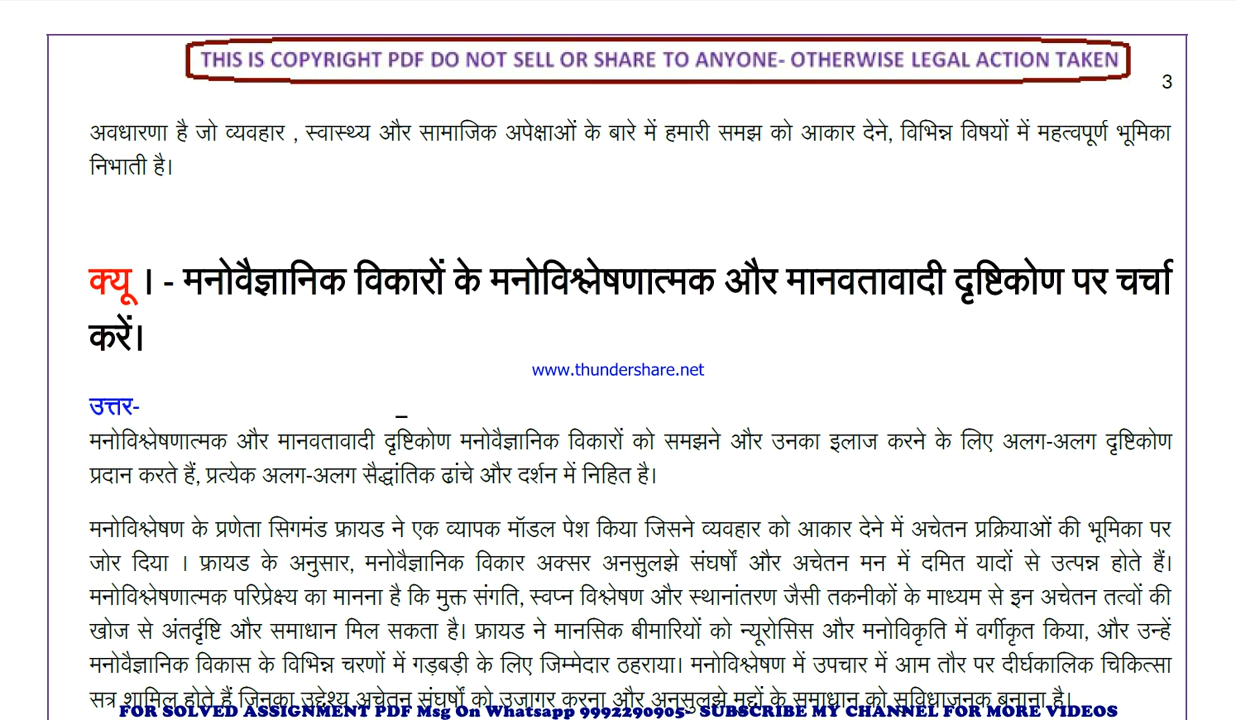 THIS IS COPYRIGHT PDF DO NOT SELL OR SHARE TO ANYONE- OTHERWISE LEGAL ACTION TAKEN
3
अवधारणा है जो व्यवहार , स्वास्थ्य और सामाजिक अपेक्षाओं के बारे में हमारी समझ को आकार देने, विभिन्न विषयों में महत्वपूर्ण भूमिका
निभाती है।
क्यू । - मनोवैज्ञानिक विकारों के मनोविश्लेषणात्मक और मानवतावादी दृष्टिकोण पर चर्चा
करें।
www.thundershare.net
उत्तर-
मनोविश्लेषणात्मक और मानवतावादी दृष्टिकोण मनोवैज्ञानिक विकारों को समझने और उनका इलाज करने के लिए अलग-अलग दृष्टिकोण
प्रदान करते हैं, प्रत्येक अलग-अलग सैद्धांतिक ढांचे और दर्शन में निहित है।
मनोविश्लेषण के प्रणेता सिगमंड फ्रायड ने एक व्यापक मॉडल पेश किया जिसने व्यवहार को आकार देने में अचेतन प्रक्रियाओं की भूमिका पर
जोर दिया । फ्रायड के अनुसार, मनोवैज्ञानिक विकार अक्सर अनसुलझे संघर्षों और अचेतन मन में दमित यादों से उत्पन्न होते हैं।
मनोविश्लेषणात्मक परिप्रेक्ष्य का मानना है कि मुक्त संगति, स्वप्न विश्लेषण और स्थानांतरण जैसी तकनीकों के माध्यम से इन अचेतन तत्वों की
खोज से अंतर्दृष्टि और समाधान मिल सकता है। फ्रायड ने मानसिक बीमारियों को न्यूरोसिस और मनोविकृति में वर्गीकृत किया, और उन्हें
मनोवैज्ञानिक विकास के विभिन्न चरणों में गड़बड़ी के लिए जिम्मेदार ठहराया। मनोविश्लेषण में उपचार में आम तौर पर दीर्घकालिक चिकित्सा
सत्र शामिल होते हैं जिनका उद्देश्य अचेतन संघर्षों को उजागर करना और अनसुलझे मुद्दों के समाधान को सुविधाजनक बनाना है।
FOR SOLVED ASSIGNMENT PDF Msg On Whatsapp 9992290905- SUBSCRIBE MY CHANNEL FOR MORE VIDEOS